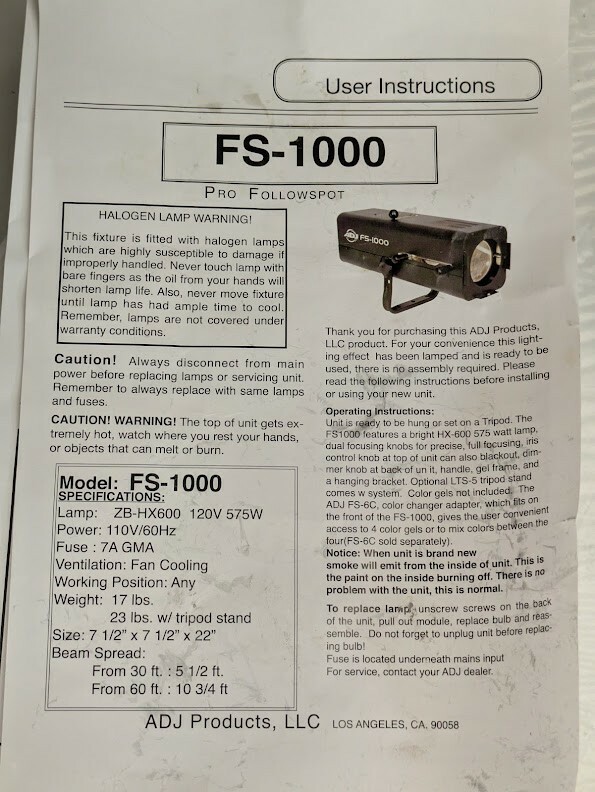 User Instructions
FS-1000
PRO FOLLOWSPOT
HALOGEN LAMP WARNING!
This fixture is fitted with halogen lamps
which are highly susceptible to damage if
improperly handled. Never touch lamp with
bare fingers as the oil from your hands will
shorten lamp life. Also, never move fixture
until lamp has had ample time to cool.
Remember, lamps are not covered under
warranty conditions.
Caution! Always disconnect from main
power before replacing lamps or servicing unit.
Remember to always replace with same lamps
and fuses.
CAUTION! WARNING! The top of unit gets ex-
tremely hot, watch where you rest your hands,
or objects that can melt or burn.
Model: FS-1000
SPECIFICATIONS:
Lamp: ZB-HX600 120V 575W
Power: 110V/60Hz
Fuse : 7A GMA
Ventilation: Fan Cooling
Working Position: Any
Weight: 17 lbs.
23 lbs. w/ tripod stand
Size: 7 1/2” x 7 1/2” x 22”
Beam Spread:
From 30 ft. : 5 1/2 ft.
From 60 ft. : 10 3/4 ft
ADJ FS-1000
Thank you for purchasing this ADJ Products,
LLC product. For your convenience this light-
ing effect has been lamped and is ready to be
used, there is no assembly required. Please
read the following instructions before installing
or using your new unit.
Operating Instructions:
Unit is ready to be hung or set on a Tripod. The
FS1000 features a bright HX-600 575 watt lamp,
dual focusing knobs for precise, full focusing, iris
control knob at top of unit can also blackout, dim-
mer knob at back of un it, handle, gel frame, and
a hanging bracket. Optional LTS-5 tripod stand
comes w system. Color gels not included. The
ADJ FS-6C, color changer adapter, which fits on
the front of the FS-1000, gives the user convenient
access to 4 color gels or to mix colors between the
four(FS-6C sold separately).
Notice: When unit is brand new
smoke will emit from the inside of unit. This is
the paint on the inside burning off. There is no
problem with the unit, this is normal.
To replace lamp, unscrew screws on the back
of the unit, pull out module, replace bulb and reas-
semble. Do not forget to unplug unit before replac-
ing bulb!
Fuse is located underneath mains input
For service, contact your ADJ dealer.
ADJ Products, LLC LOS ANGELES, CA. 90058